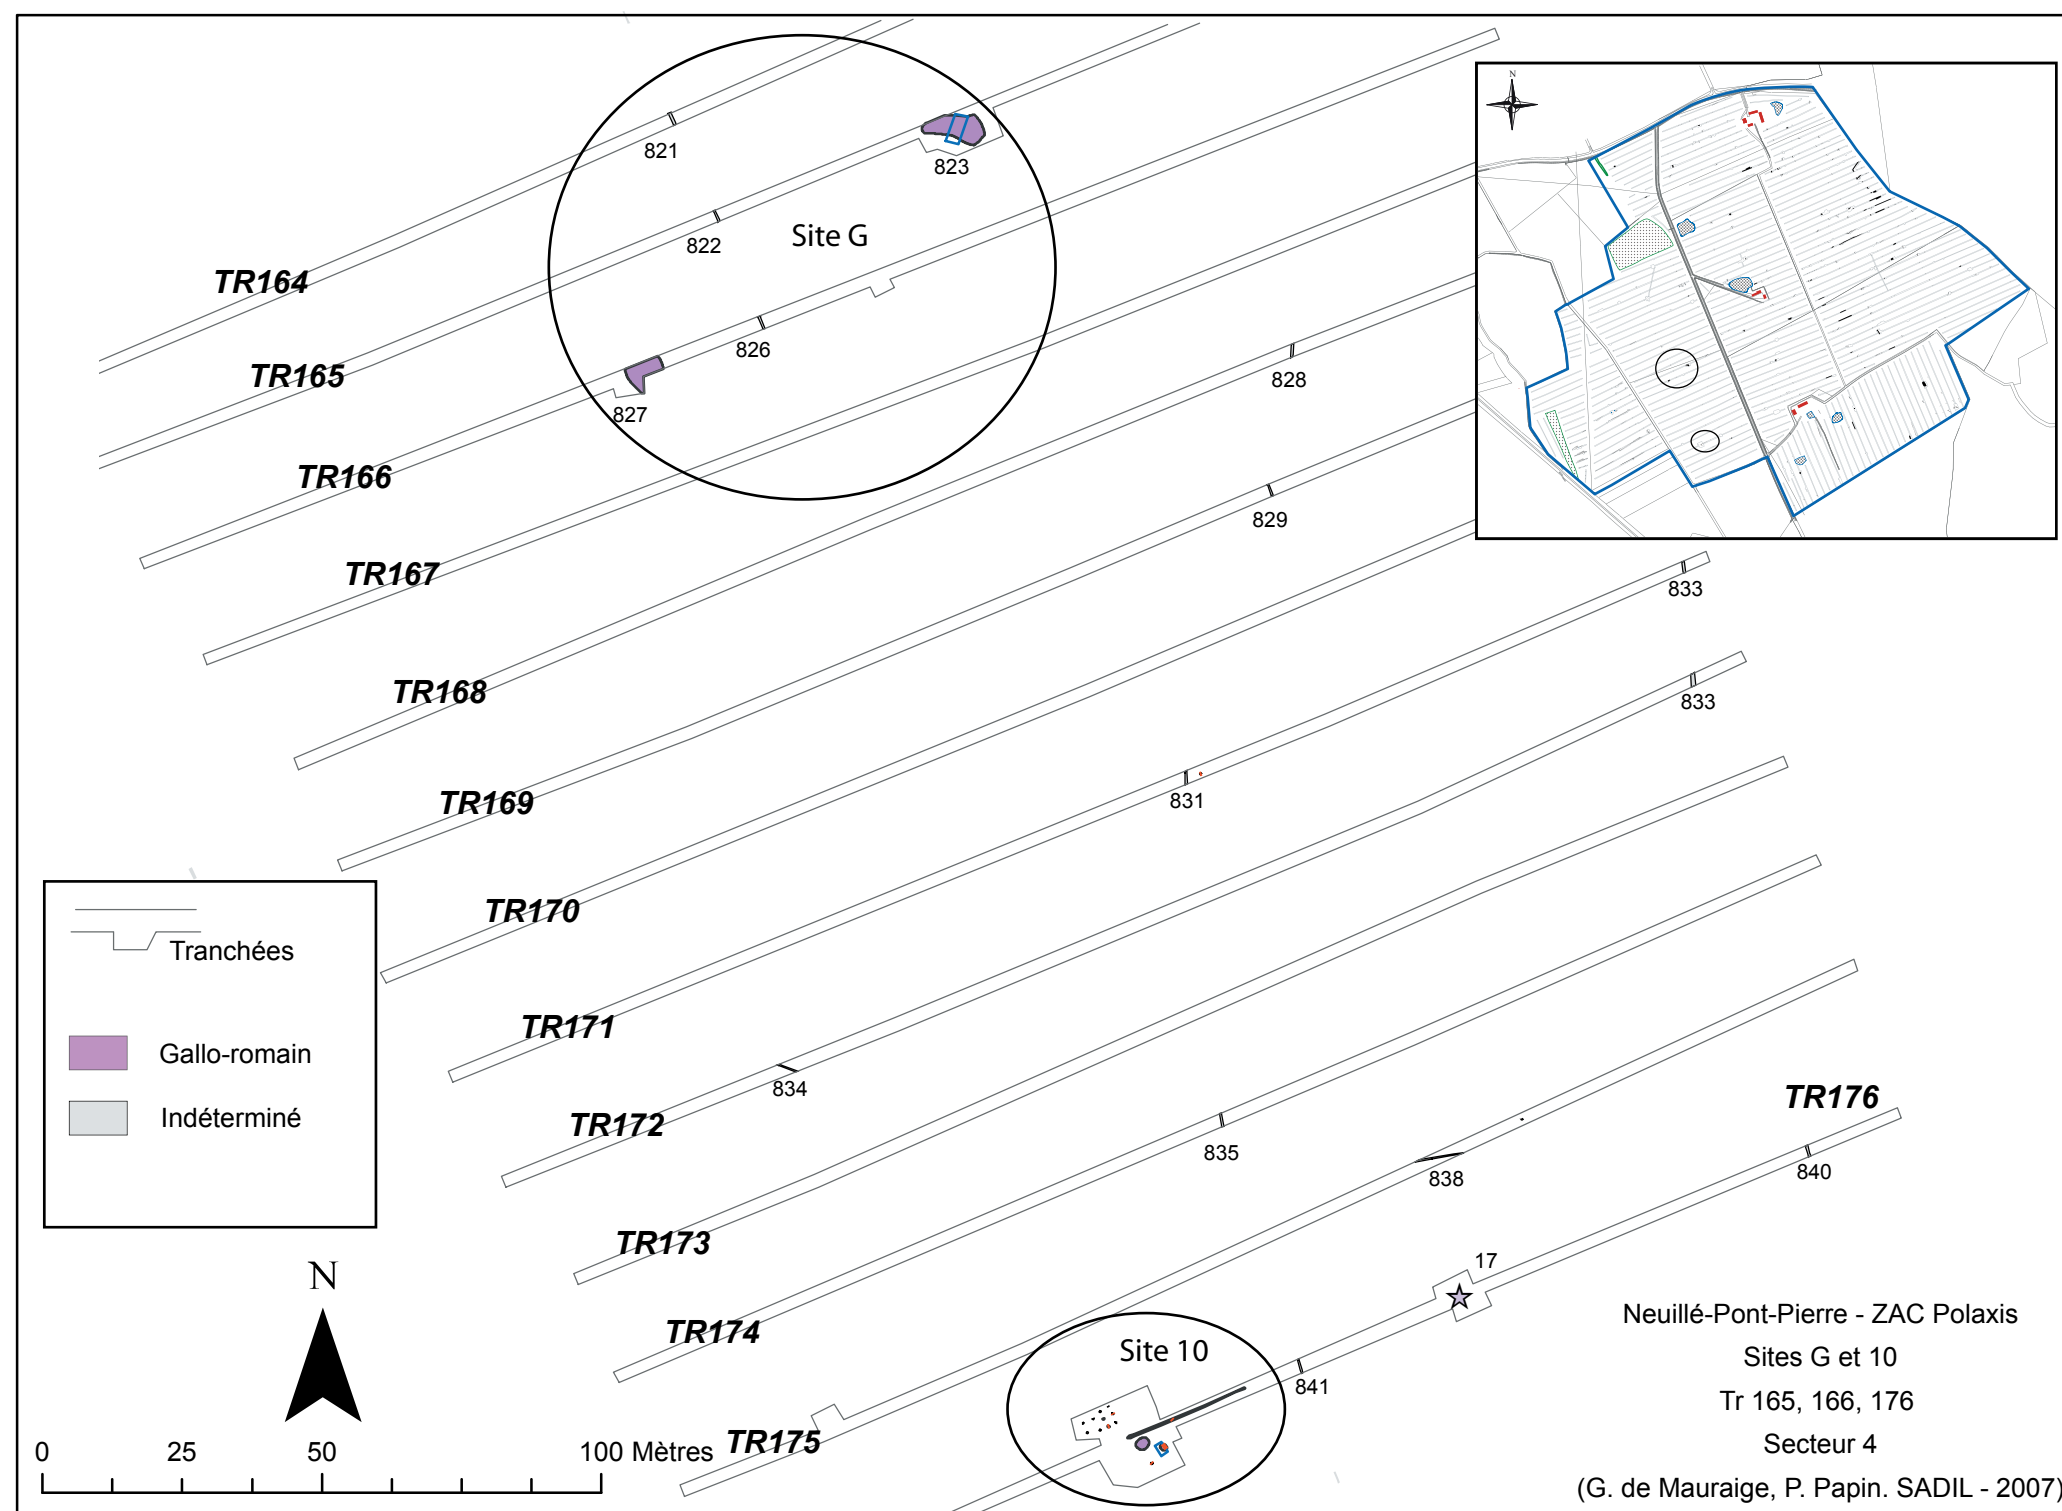 N
821
823
Site G
822
TR164
826
TR165
828
827
TR166
829
TR167
833
TR168
833
TR169
831
TR170
Tranchées
TR171
Gallo-romain
834
Indéterminé
TR172
TR176
835
838
840
TR173
17
N
TR174
Site 10
841
TR175
0 25 50 100 Mètres
Neuillé-Pont-Pierre - ZAC Polaxis
Sites G et 10
Tr 165, 166, 176
Secteur 4
(G. de Mauraige, P. Papin. SADIL - 2007)